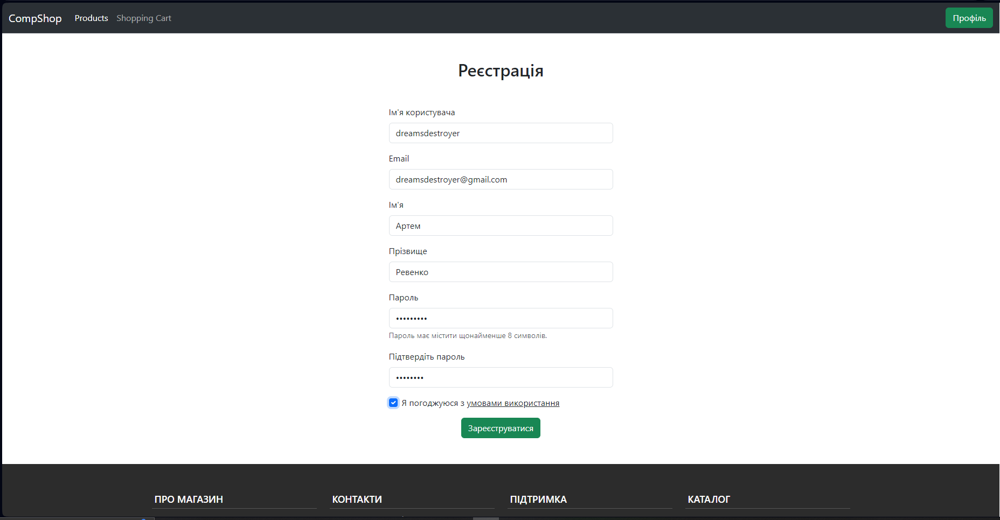 CompShop Products Shopping Cart Профіль
Реєстрація
Ім'я користувача
dreamsdestroyer
Email
dreamsdestroyer@gmail.com
Ім'я
Артем
Прізвище
Ревенко
Пароль
•••••••••
Пароль має містити щонайменше 8 символів.
Підтвердіть пароль
••••••••
Я погоджуюся з умовами використання
Зареєструватися
ПРО МАГАЗИН КОНТАКТИ ПІДТРИМКА КАТАЛОГ